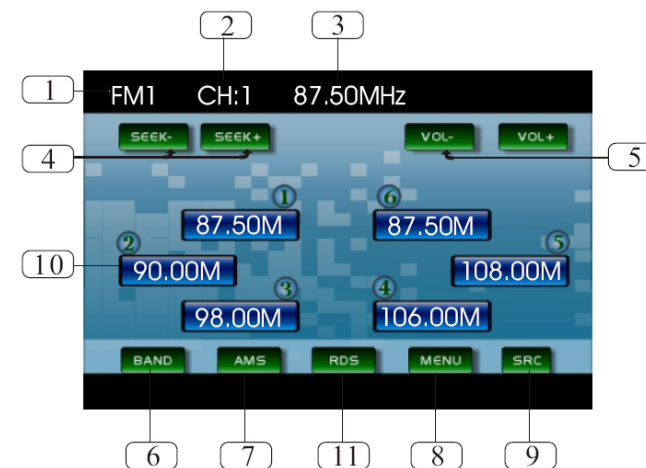 2 3
1 FM1 CH:1 87.50MHz
SEEK- SEEK+ VOL- VOL+
4 5
1 6
87.50M 87.50M
2 5
10 90.00M 108.00M
3 4
98.00M 106.00M
BAND AMS RDS MENU SRC
6 7 11 8 9